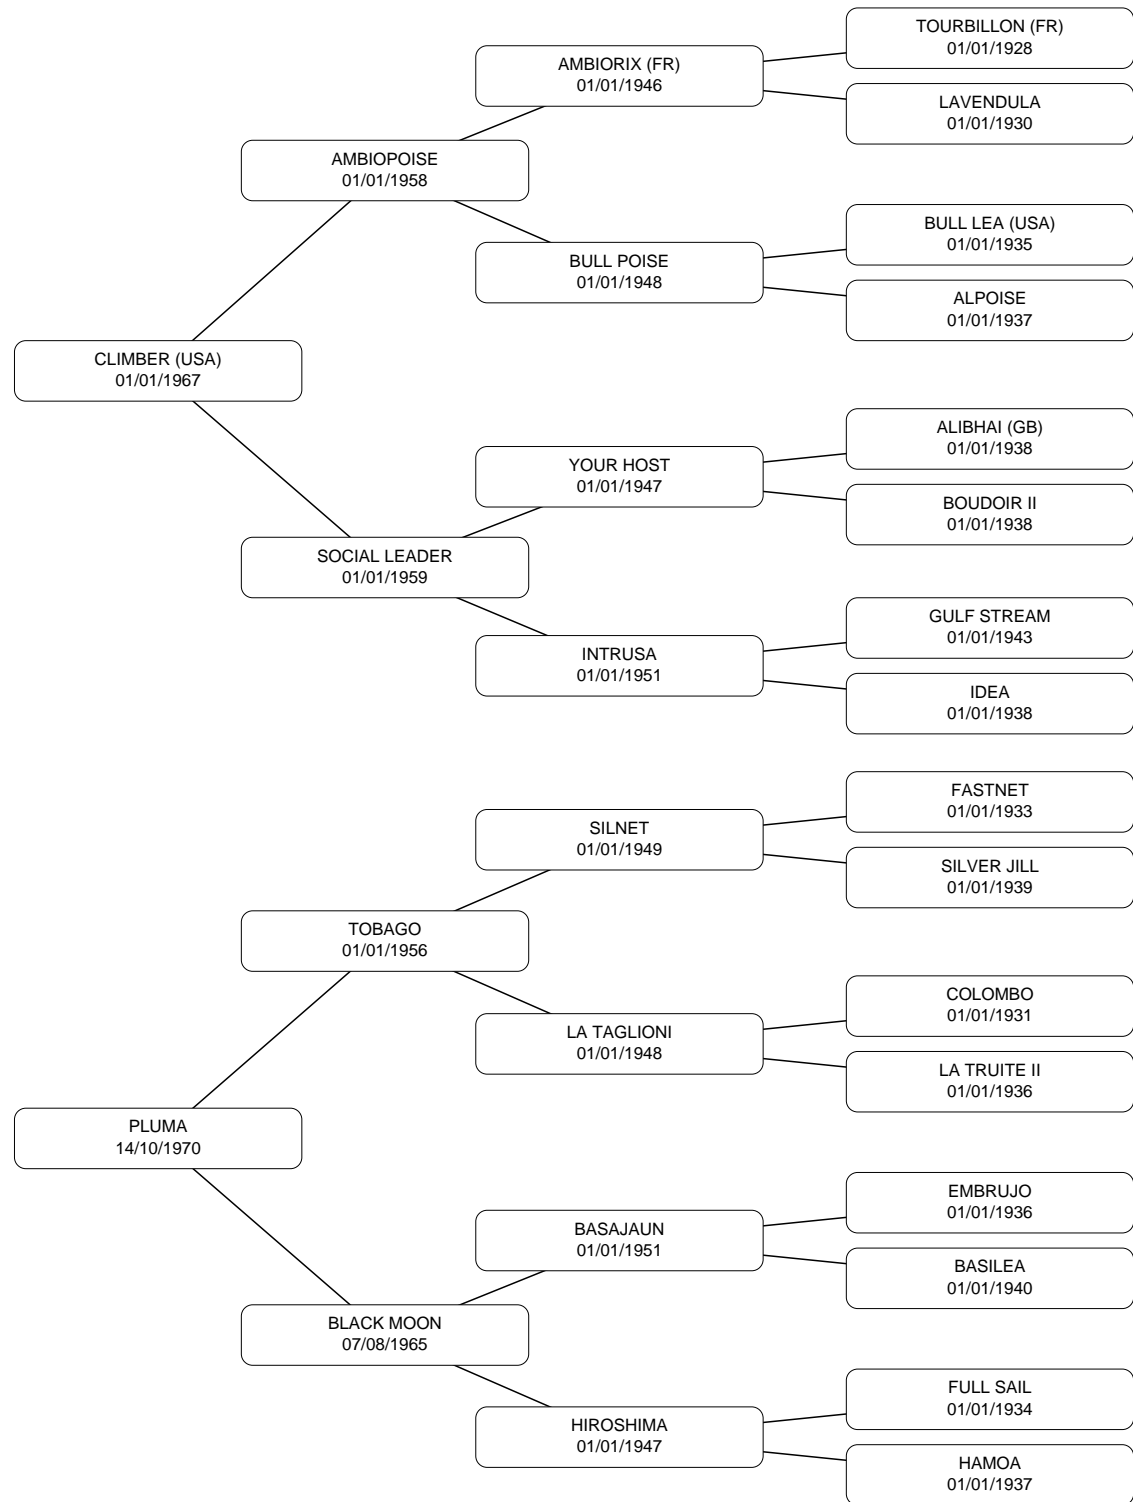 TOURBILLON (FR)
01/01/1928
AMBIORIX (FR)
01/01/1946
LAVENDULA
01/01/1930
AMBIOPOISE
01/01/1958
BULL LEA (USA)
01/01/1935
BULL POISE
01/01/1948
ALPOISE
01/01/1937
CLIMBER (USA)
01/01/1967
ALIBHAI (GB)
01/01/1938
YOUR HOST
01/01/1947
BOUDOIR II
01/01/1938
SOCIAL LEADER
01/01/1959
GULF STREAM
01/01/1943
INTRUSA
01/01/1951
IDEA
01/01/1938
FASTNET
01/01/1933
SILNET
01/01/1949
SILVER JILL
01/01/1939
TOBAGO
01/01/1956
COLOMBO
01/01/1931
LA TAGLIONI
01/01/1948
LA TRUITE II
01/01/1936
PLUMA
14/10/1970
EMBRUJO
01/01/1936
BASAJAUN
01/01/1951
BASILEA
01/01/1940
BLACK MOON
07/08/1965
FULL SAIL
01/01/1934
HIROSHIMA
01/01/1947
HAMOA
01/01/1937